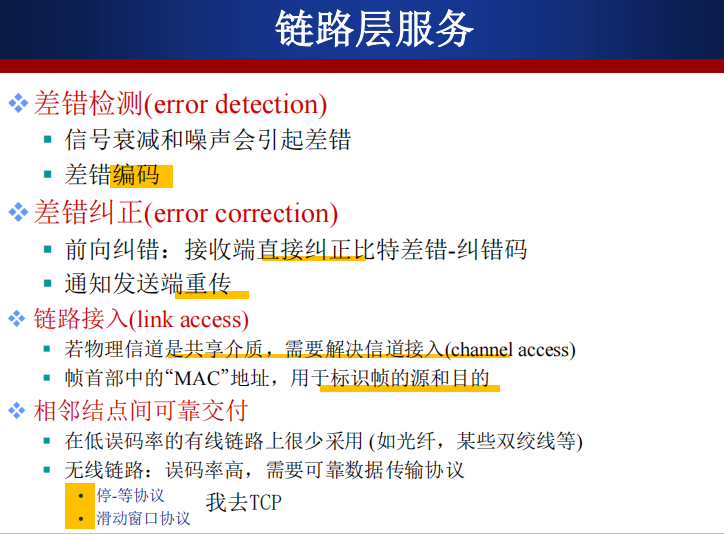 链路层服务
差错检测(error detection)
信号衰减和噪声会引起差错
差错编码
差错纠正(error correction)
前向纠错：接收端直接纠正比特差错-纠错码
通知发送端重传
链路接入(link access)
若物理信道是共享介质，需要解决信道接入(channel access)
帧首部中的“MAC”地址，用于标识帧的源和目的
相邻结点间可靠交付
在低误码率的有线链路上很少采用 (如光纤，某些双绞线等)
无线链路：误码率高，需要可靠数据传输协议
停-等协议
滑动窗口协议
我去TCP